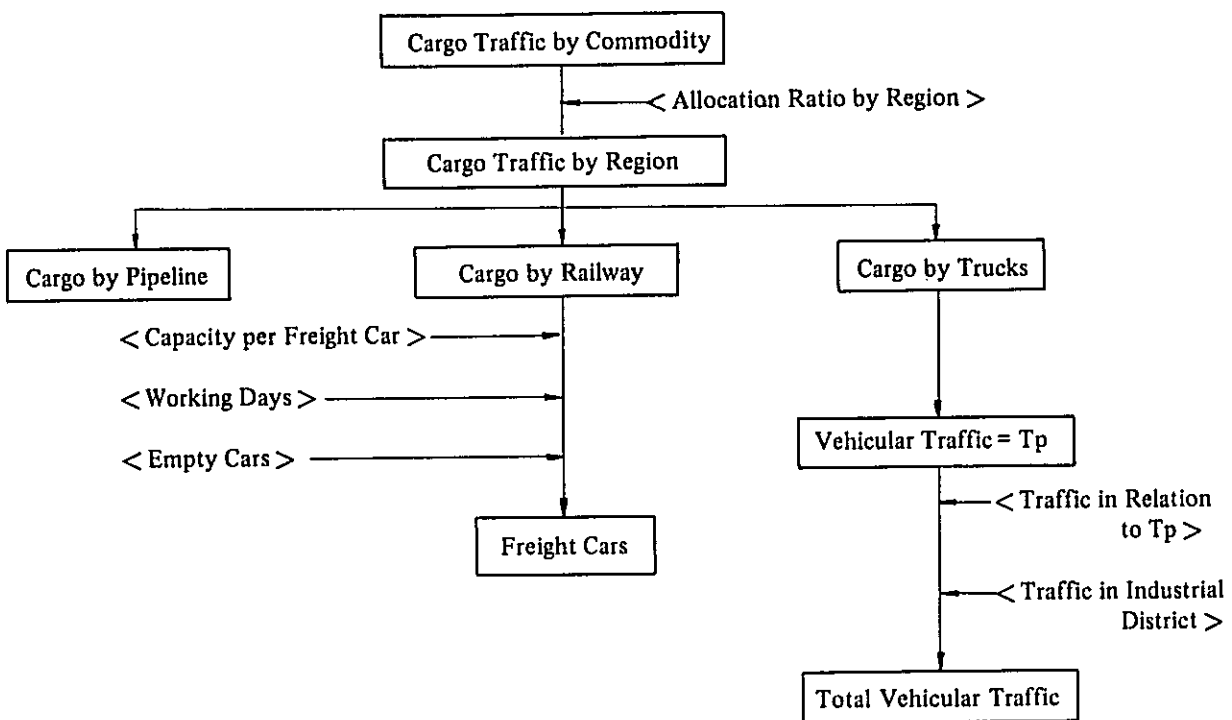 Cargo Traffic by Commodity
< Allocation Ratio by Region >
Cargo Traffic by Region
Cargo by Pipeline
Cargo by Railway
Cargo by Trucks
< Capacity per Freight Car >
< Working Days >
Vehicular Traffic = Tp
< Empty Cars >
< Traffic in Relation
to Tp >
Freight Cars
< Traffic in Industrial
District >
Total Vehicular Traffic